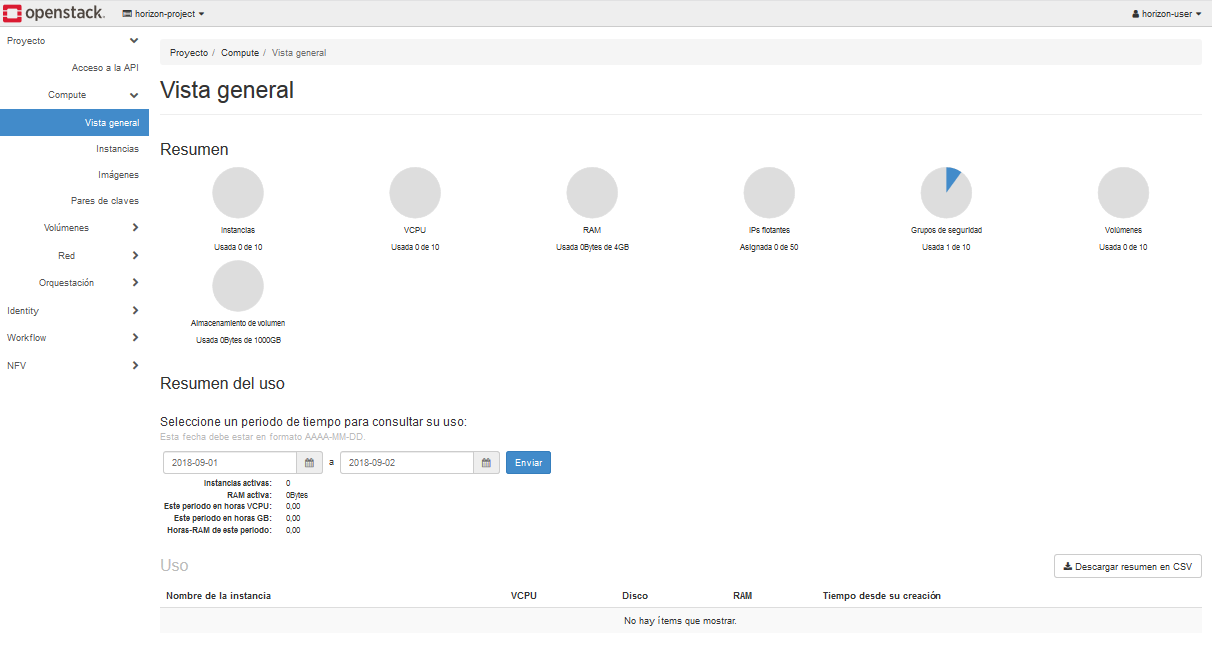 openstack. horizon-project horizon-user
Proyecto
Acceso a la API
Compute
Vista general
Instancias
Imágenes
Pares de claves
Volúmenes
Red
Orquestación
Identity
Workflow
NFV
Proyecto / Compute / Vista general
Vista general
Resumen
Instancias
Usada 0 de 10
VCPU
Usada 0 de 10
RAM
Usada 0Bytes de 4GB
IPs flotantes
Asignada 0 de 50
Grupos de seguridad
Usada 1 de 10
Volúmenes
Usada 0 de 10
Almacenamiento de volumen
Usada 0Bytes de 1000GB
Resumen del uso
Seleccione un periodo de tiempo para consultar su uso:
Esta fecha debe estar en formato AAAA-MM-DD.
2018-09-01 a 2018-09-02 Enviar
Instancias activas: 0
RAM activa: 0Bytes
Este periodo en horas VCPU: 0,00
Este periodo en horas GB: 0,00
Horas-RAM de este periodo: 0,00
Uso
Descargar resumen en CSV
Nombre de la instancia VCPU Disco RAM Tiempo desde su creación
No hay ítems que mostrar.